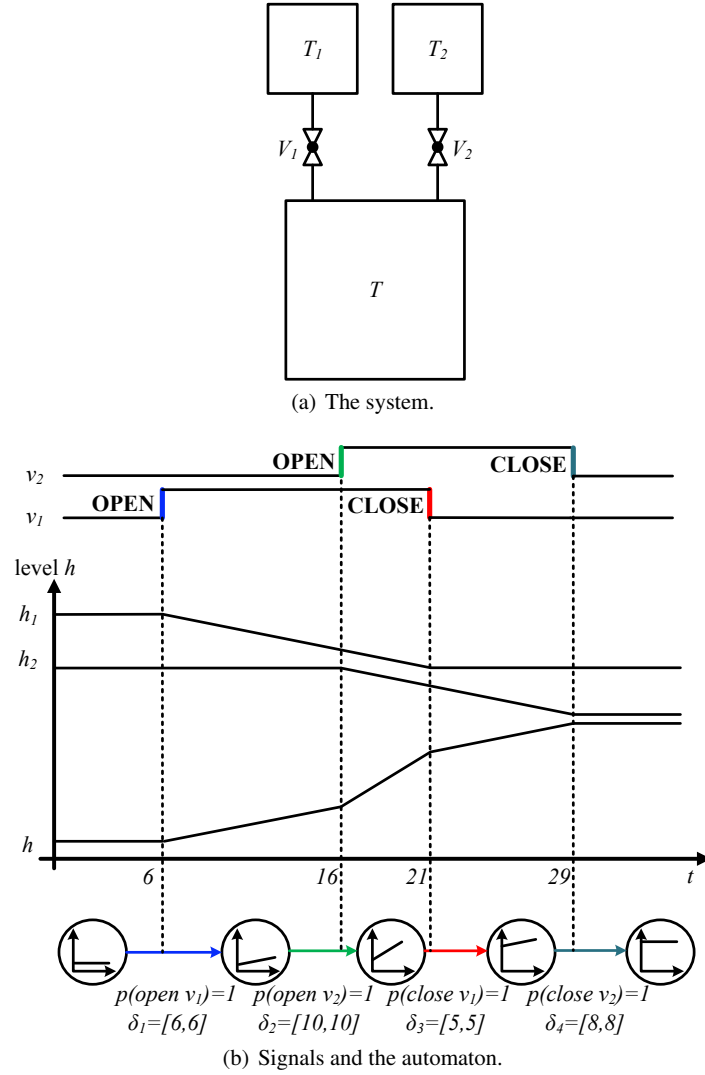 T₁ T₂
V₁ V₂
T
(a) The system.
OPEN CLOSE
v₂
OPEN CLOSE
v₁
level h
h₁
h₂
h
6 16 21 29 t
p(open v₁)=1 p(open v₂)=1 p(close v₁)=1 p(close v₂)=1
δ₁=[6,6] δ₂=[10,10] δ₃=[5,5] δ₄=[8,8]
(b) Signals and the automaton.